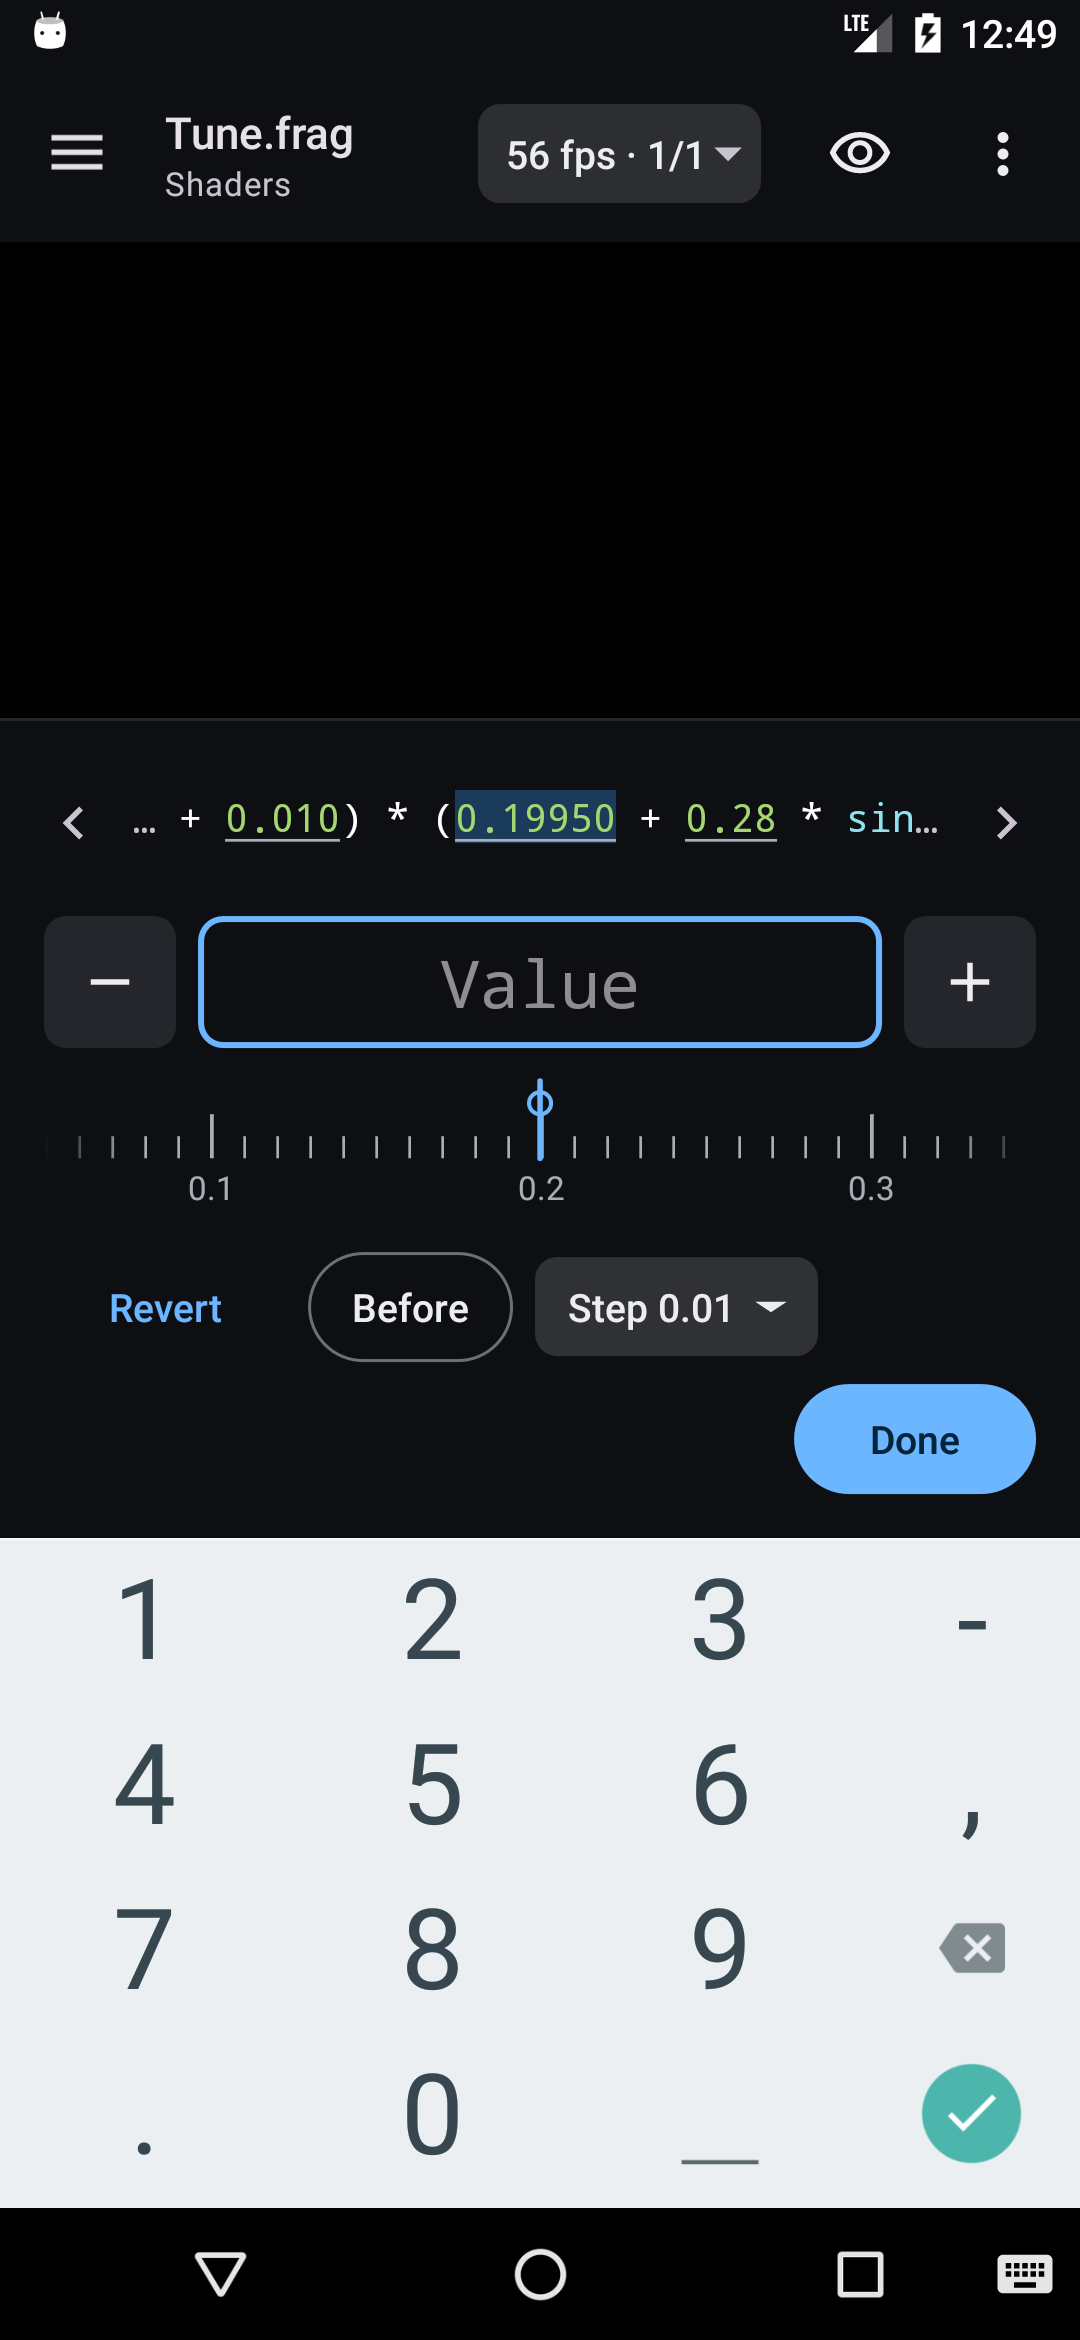 LTE 12:49
Tune.frag
Shaders
56 fps · 1/1
… + 0.010) * (0.19950 + 0.28 * sin…
Value
0.1 0.2 0.3
Revert Before Step 0.01
Done
1 2 3 -
4 5 6 ,
7 8 9
. 0 _